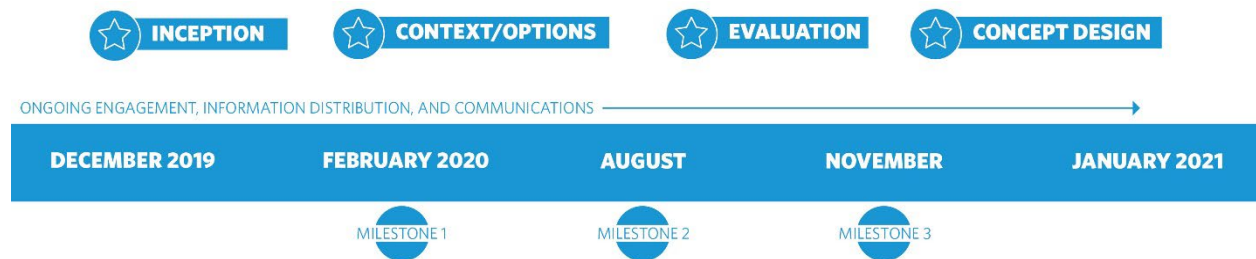 INCEPTION CONTEXT/OPTIONS EVALUATION CONCEPT DESIGN
ONGOING ENGAGEMENT, INFORMATION DISTRIBUTION, AND COMMUNICATIONS
DECEMBER 2019 FEBRUARY 2020 AUGUST NOVEMBER JANUARY 2021
MILESTONE 1 MILESTONE 2 MILESTONE 3